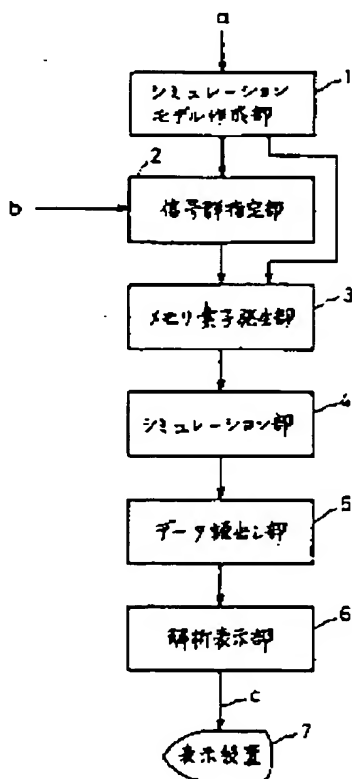 a
シミュレーション
モデル作成部
1
2
b
信号群指定部
メモリ素子発生部
3
シミュレーション部
4
データ読出し部
5
解析表示部
6
c
7
表示装置